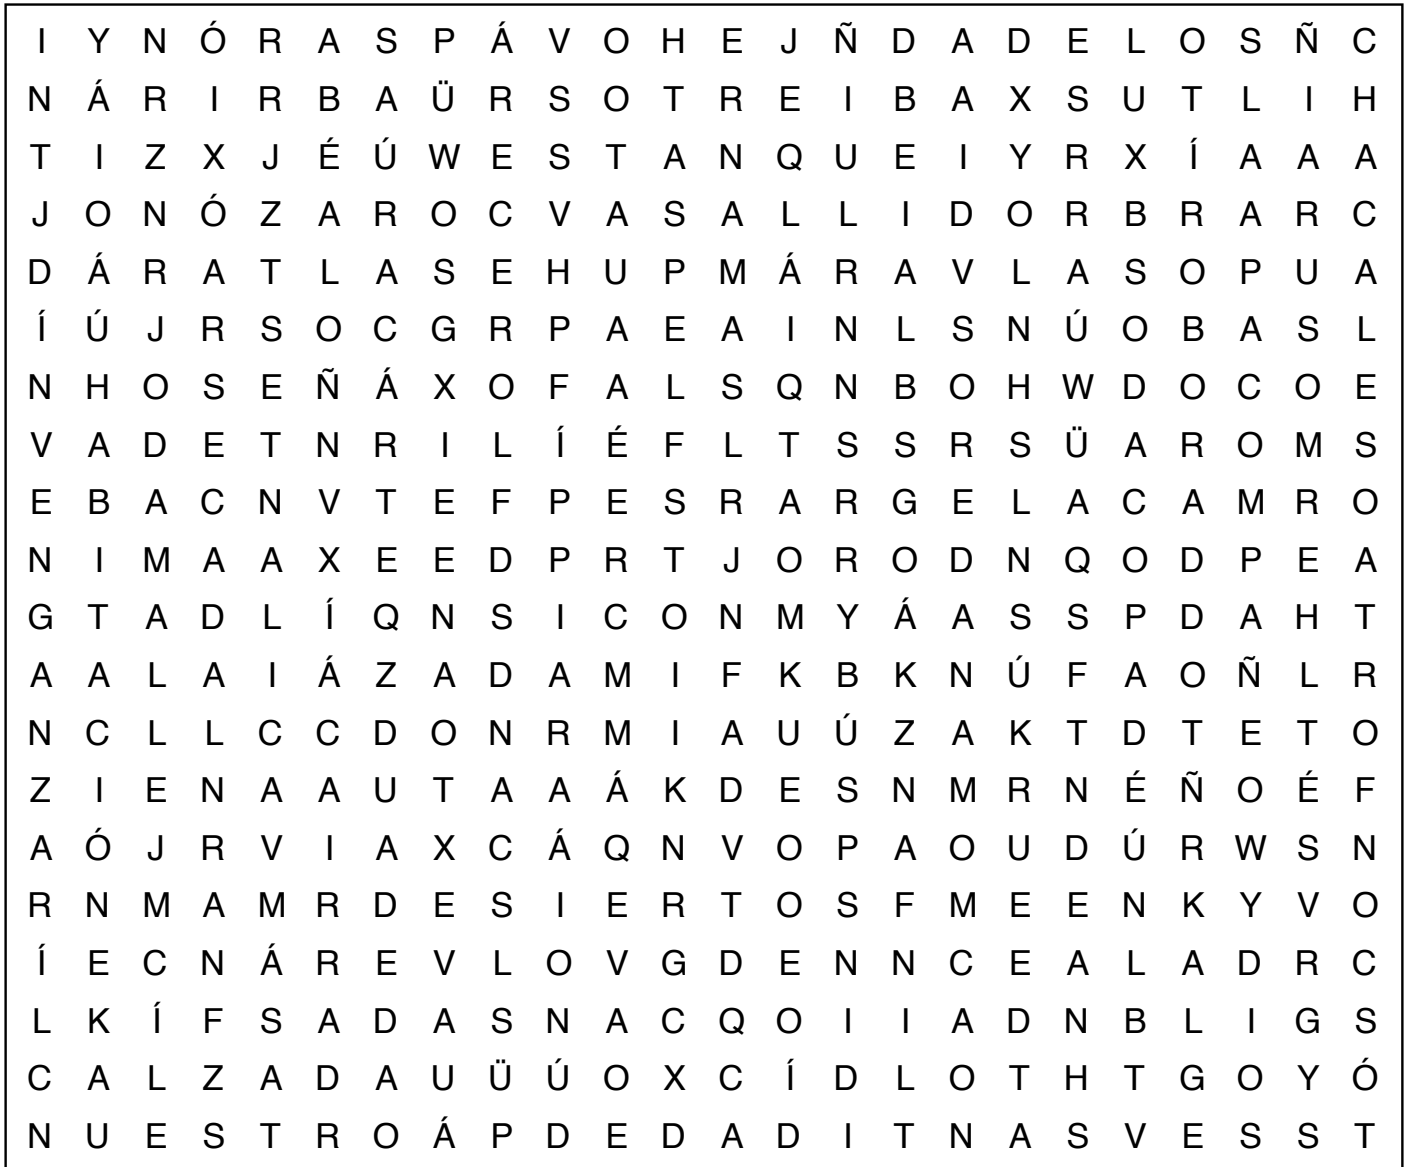 I Y N Ó R A S P Á V O H E J Ñ D A D E L O S Ñ C
N Á R I R B A Ü R S O T R E I B A X S U T L I H
T I Z X J É Ú W E S T A N Q U E I Y R X Í A A A
J O N Ó Z A R O C V A S A L L I D O R B R A R C
D Á R A T L A S E H U P M Á R A V L A S O P U A
Í Ú J R S O C G R P A E A I N L S N Ú O B A S L
N H O S E Ñ Á X O F A L S Q N B O H W D O C O E
V A D E T N R I L Í É F L T S S R S Ü A R O M S
E B A C N V T E F P E S R A R G E L A C A M R O
N I M A A X E E D P R T J O R O D N Q O D P E A
G T A D L Í Q N S I C O N M Y Á A S S P D A H T
A A L A I Á Z A D A M I F K B K N Ú F A O Ñ L R
N C L L C C D O N R M I A U Ú Z A K T D T E T O
Z I E N A A U T A A Á K D E S N M R N É Ñ O É F
A Ó J R V I A X C Á Q N V O P A O U D Ú R W S N
R N M A M R D E S I E R T O S F M E E N K Y V O
Í E C N Á R E V L O V G D E N N C E A L A D R C
L K Í F S A D A S N A C Q O I I A D N B L I G S
C A L Z A D A U Ü Ú O X C Í D L O T H T G O Y Ó
N U E S T R O Á P D E D A D I T N A S V E S S T